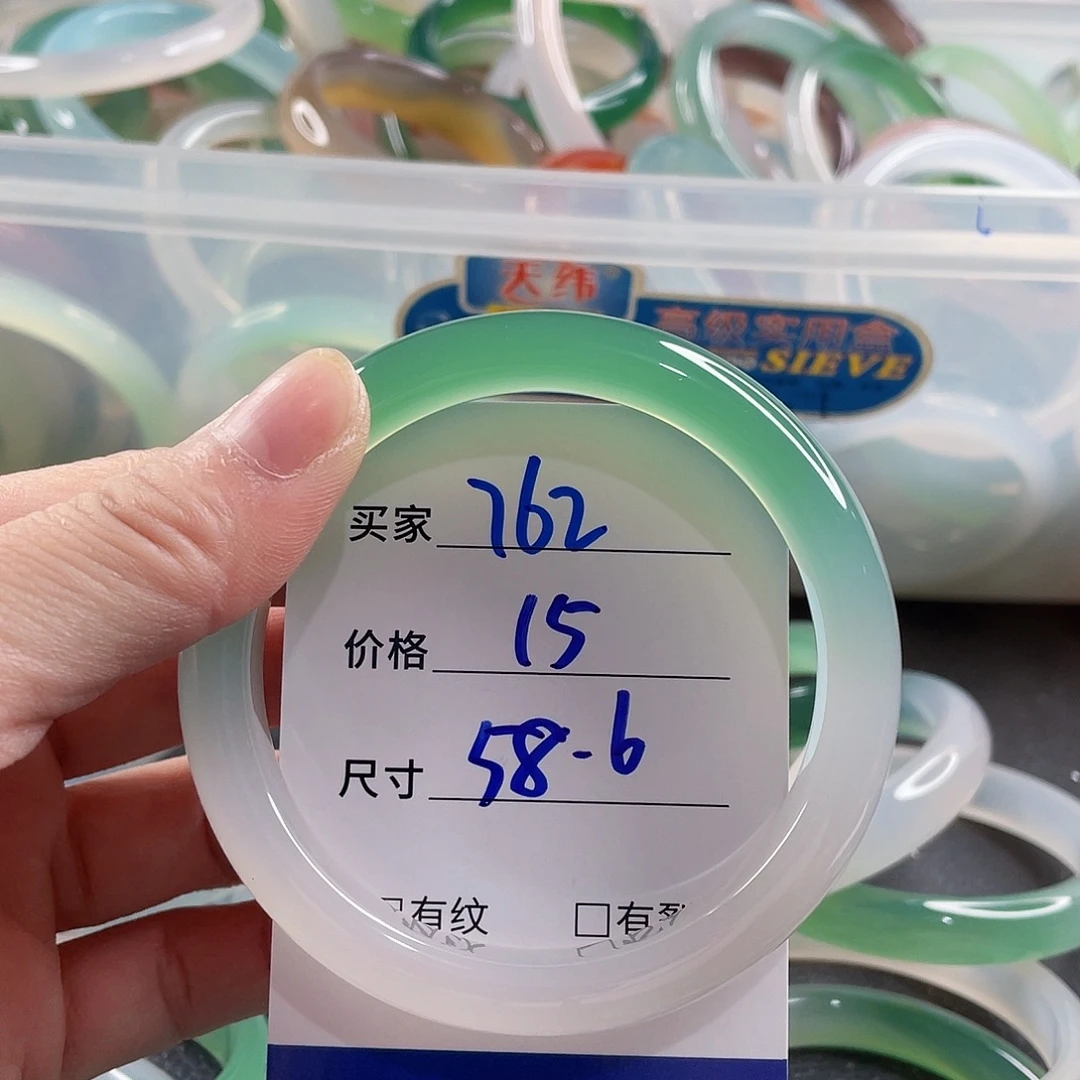 天纬®
高级实用盒
SIEVE
买家 762
价格 15
尺寸 58-6
□有纹 □有裂